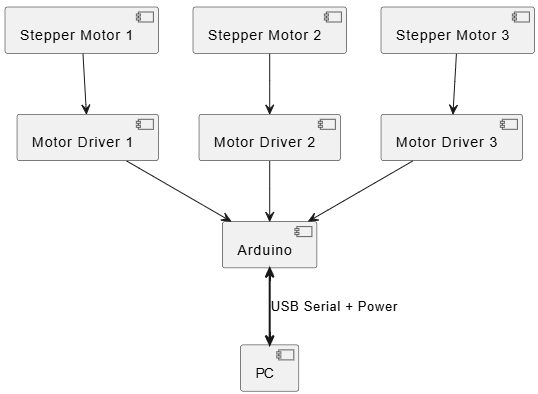 Stepper Motor 1
Stepper Motor 2
Stepper Motor 3
Motor Driver 1
Motor Driver 2
Motor Driver 3
Arduino
USB Serial + Power
PC